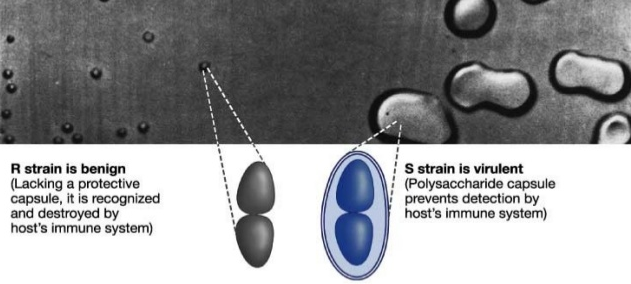 R strain is benign
(Lacking a protective
capsule, it is recognized
and destroyed by
host's immune system)
S strain is virulent
(Polysaccharide capsule
prevents detection by
host's immune system)